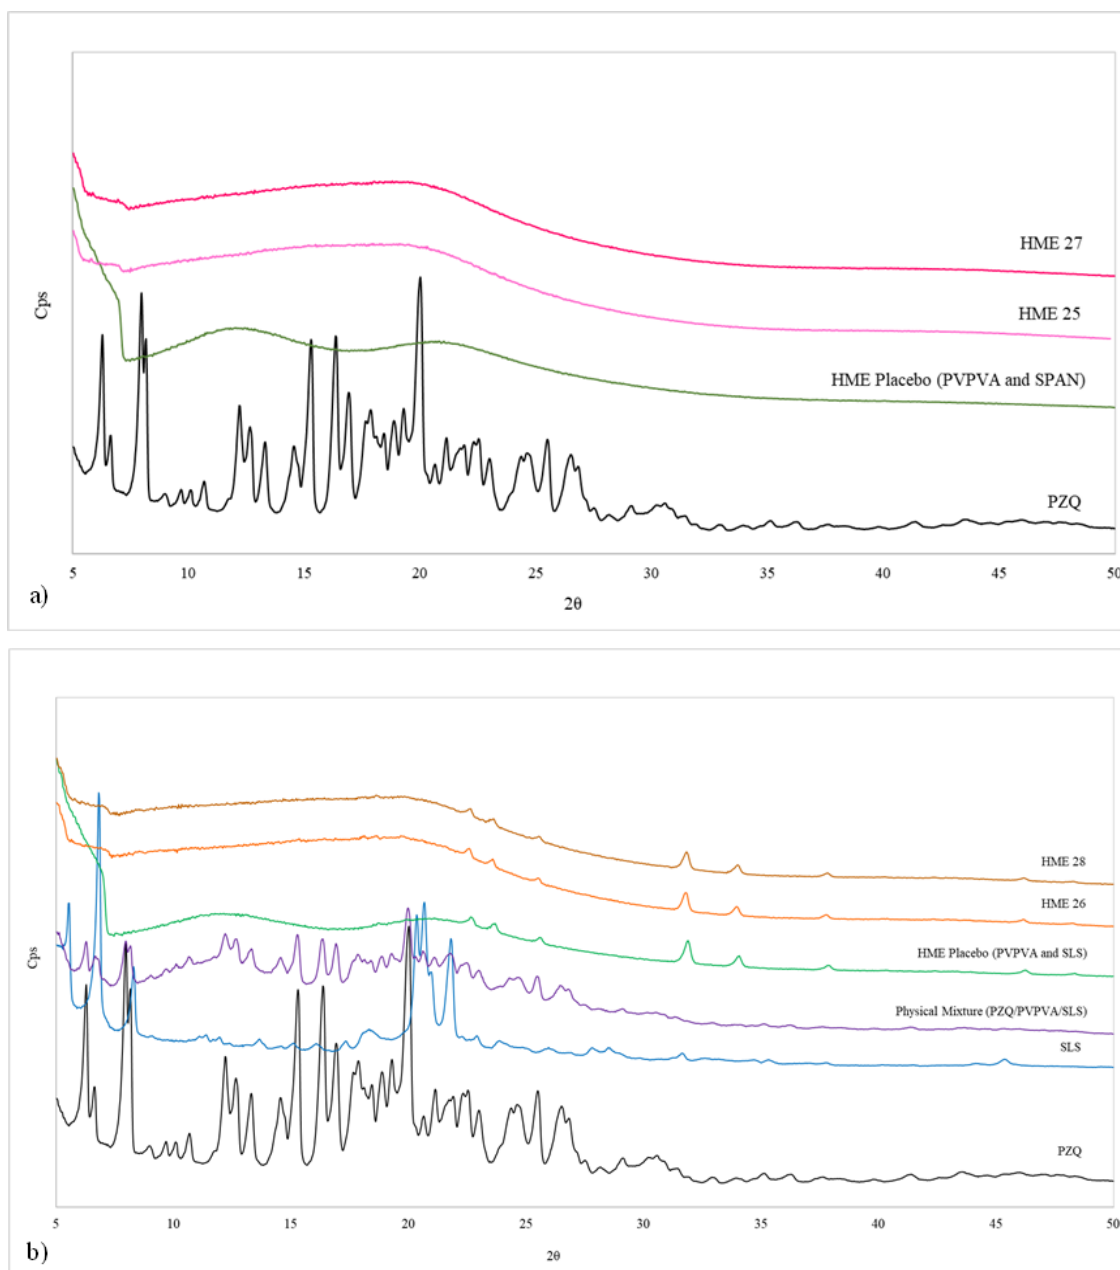 HME 27
HME 25
HME Placebo (PVPVA and SPAN)
PZQ
Cps
5 10 15 20 25 30 35 40 45 50
2θ
a)
HME 28
HME 26
HME Placebo (PVPVA and SLS)
Physical Mixture (PZQ/PVPVA/SLS)
SLS
PZQ
Cps
5 10 15 20 25 30 35 40 45 50
2θ
b)